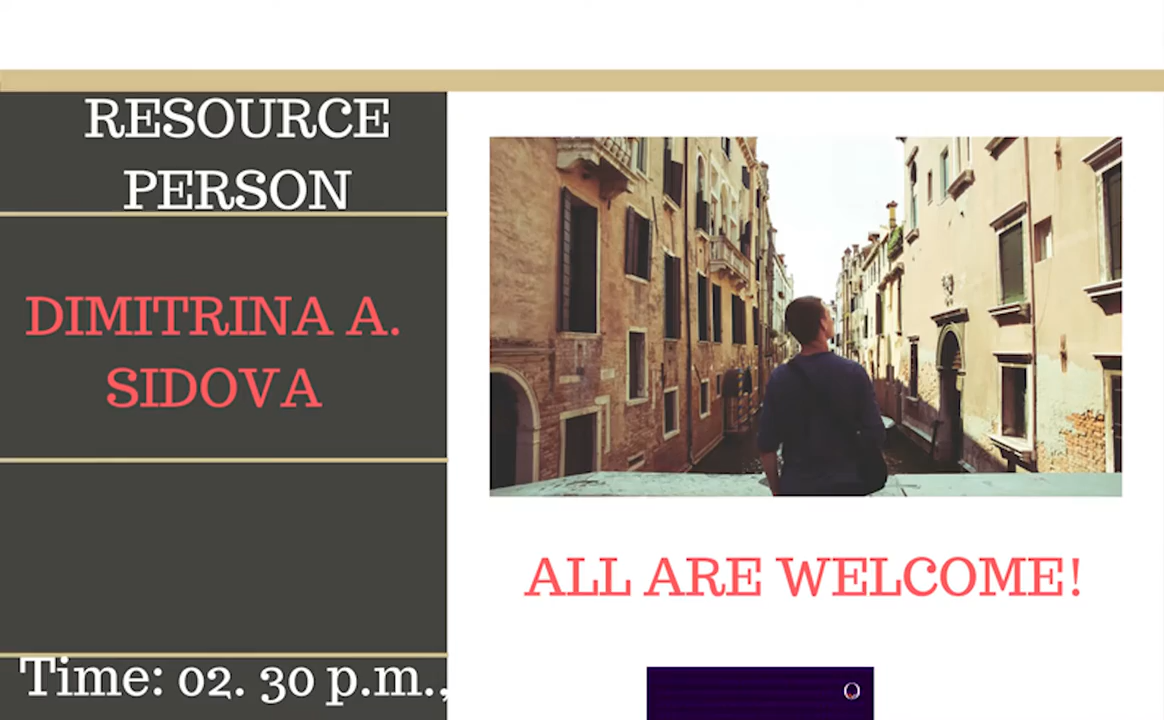 RESOURCE
PERSON
DIMITRINA A.
SIDOVA
Time: 02. 30 p.m.,
ALL ARE WELCOME!